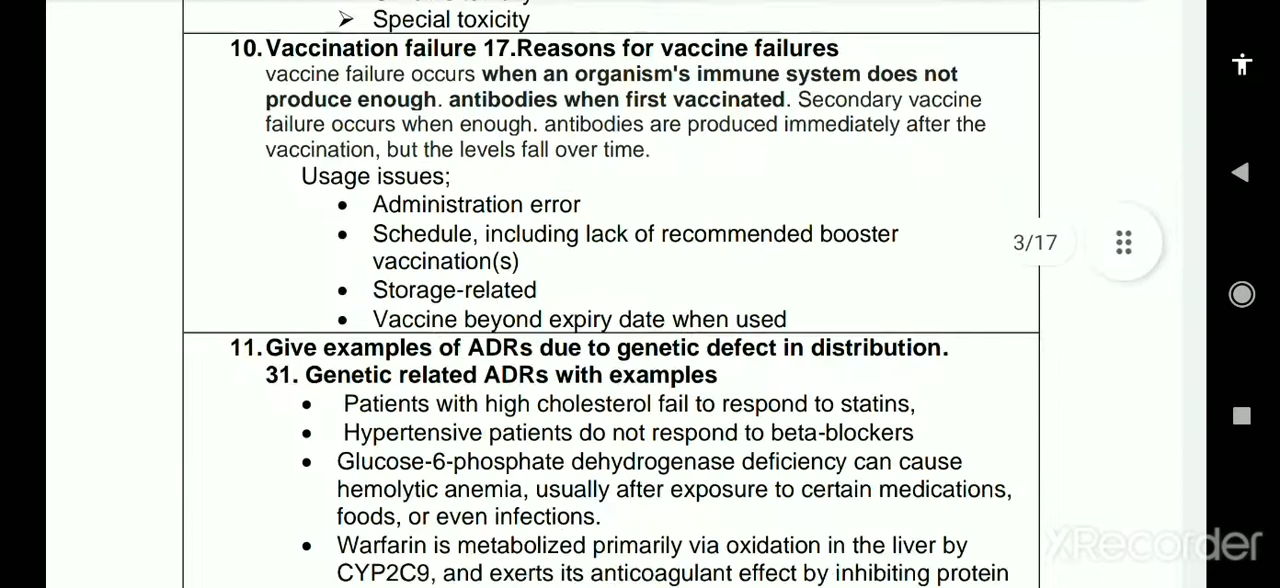 ➢ Special toxicity
10. Vaccination failure 17.Reasons for vaccine failures
vaccine failure occurs when an organism's immune system does not
produce enough. antibodies when first vaccinated. Secondary vaccine
failure occurs when enough. antibodies are produced immediately after the
vaccination, but the levels fall over time.
Usage issues;
• Administration error
• Schedule, including lack of recommended booster
vaccination(s)
• Storage-related
• Vaccine beyond expiry date when used
3/17
11. Give examples of ADRs due to genetic defect in distribution.
31. Genetic related ADRs with examples
• Patients with high cholesterol fail to respond to statins,
• Hypertensive patients do not respond to beta-blockers
• Glucose-6-phosphate dehydrogenase deficiency can cause
hemolytic anemia, usually after exposure to certain medications,
foods, or even infections.
• Warfarin is metabolized primarily via oxidation in the liver by
CYP2C9, and exerts its anticoagulant effect by inhibiting protein
XRecorder